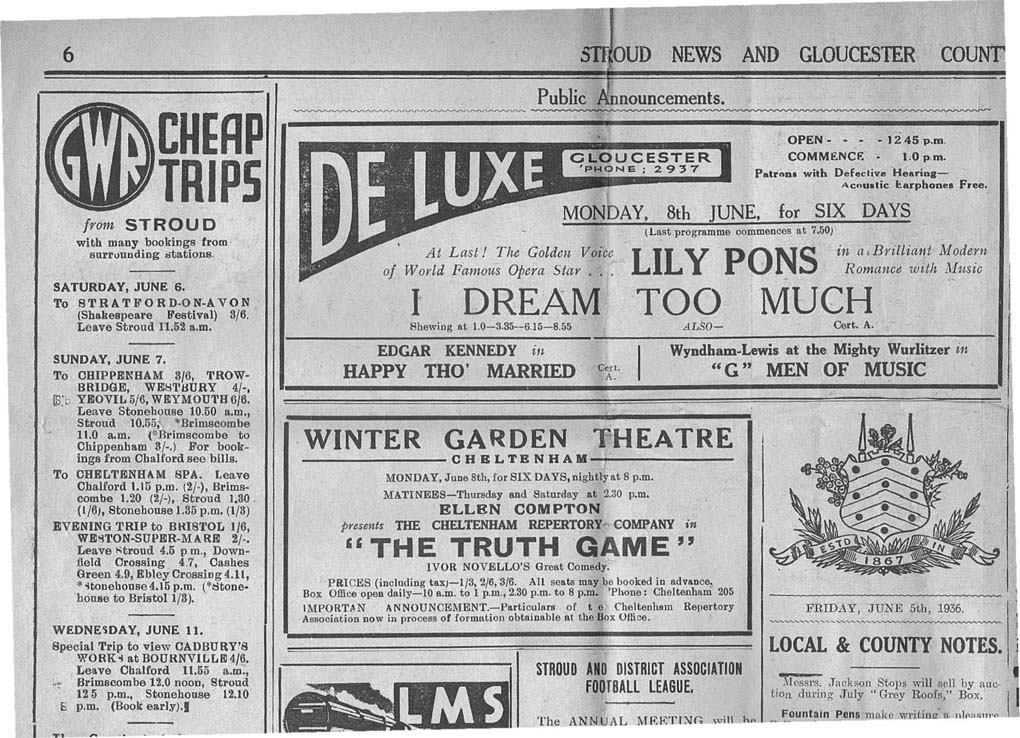 6
STROUD NEWS AND GLOUCESTER COUNT
GWR
CHEAP
TRIPS
from STROUD
with many bookings from
surrounding stations.
SATURDAY, JUNE 6.
To STRATFORD-ON-AVON
(Shakespeare Festival) 3/6.
Leave Stroud 11.52 a.m.
SUNDAY, JUNE 7.
To CHIPPENHAM 3/6, TROW-
BRIDGE, WESTBURY 4/-,
YEOVIL 5/6, WEYMOUTH 6/6.
Leave Stonehouse 10.50 a.m.,
Stroud 10.55, *Brimscombe
11.0 a.m. (*Brimscombe to
Chippenham 3/-.) For book-
ings from Chalford see bills.
To CHELTENHAM SPA. Leave
Chalford 1.15 p.m. (2/-), Brims-
combe 1.20 (2/-), Stroud 1.30
(1/6), Stonehouse 1.35 p.m. (1/3)
EVENING TRIP to BRISTOL 1/6,
WESTON-SUPER-MARE 2/-.
Leave Stroud 4.5 p m., Down-
field Crossing 4.7, Cashes
Green 4.9, Ebley Crossing 4.11,
*Stonehouse 4.15 p.m. (*Stone-
house to Bristol 1/3).
WEDNESDAY, JUNE 11.
Special Trip to view CADBURY'S
WORKS at BOURNVILLE 4/6.
Leave Chalford 11.55 a.m.,
Brimscombe 12.0 noon, Stroud
12 5 p.m., Stonehouse 12.10
p.m. (Book early).
Public Announcements.
DE LUXE
GLOUCESTER
'PHONE : 2937
OPEN - - - - 12 45 p.m.
COMMENCE - 1.0 p.m.
Patrons with Defective Hearing—
Acoustic Earphones Free.
MONDAY, 8th JUNE, for SIX DAYS
(Last programme commences at 7.50)
At Last! The Golden Voice
of World Famous Opera Star . . .
LILY PONS
in a Brilliant Modern
Romance with Music
I DREAM TOO MUCH
Shewing at 1.0—3.35—6.15—8.55
ALSO—
Cert. A.
EDGAR KENNEDY in
HAPPY THO' MARRIED Cert. A.
Wyndham-Lewis at the Mighty Wurlitzer in
"G" MEN OF MUSIC
WINTER GARDEN THEATRE
CHELTENHAM
MONDAY, June 8th, for SIX DAYS, nightly at 8 p.m.
MATINEES—Thursday and Saturday at 2.30 p.m.
ELLEN COMPTON
presents THE CHELTENHAM REPERTORY COMPANY in
"THE TRUTH GAME"
IVOR NOVELLO'S Great Comedy.
PRICES (including tax)—1/3, 2/6, 3/6. All seats may be booked in advance.
Box Office open daily—10 a.m. to 1 p.m., 2.30 p.m. to 8 p.m. 'Phone: Cheltenham 205
IMPORTAN ANNOUNCEMENT.—Particulars of t e Cheltenham Repertory
Association now in process of formation obtainable at the Box Office.
LMS
STROUD AND DISTRICT ASSOCIATION
FOOTBALL LEAGUE.
The ANNUAL MEETING will be
ESTD IN
1867
FRIDAY, JUNE 5th, 1936.
LOCAL & COUNTY NOTES.
Messrs. Jackson Stops will sell by auc-
tion during July "Grey Roofs," Box.
Fountain Pens make writing a pleasure